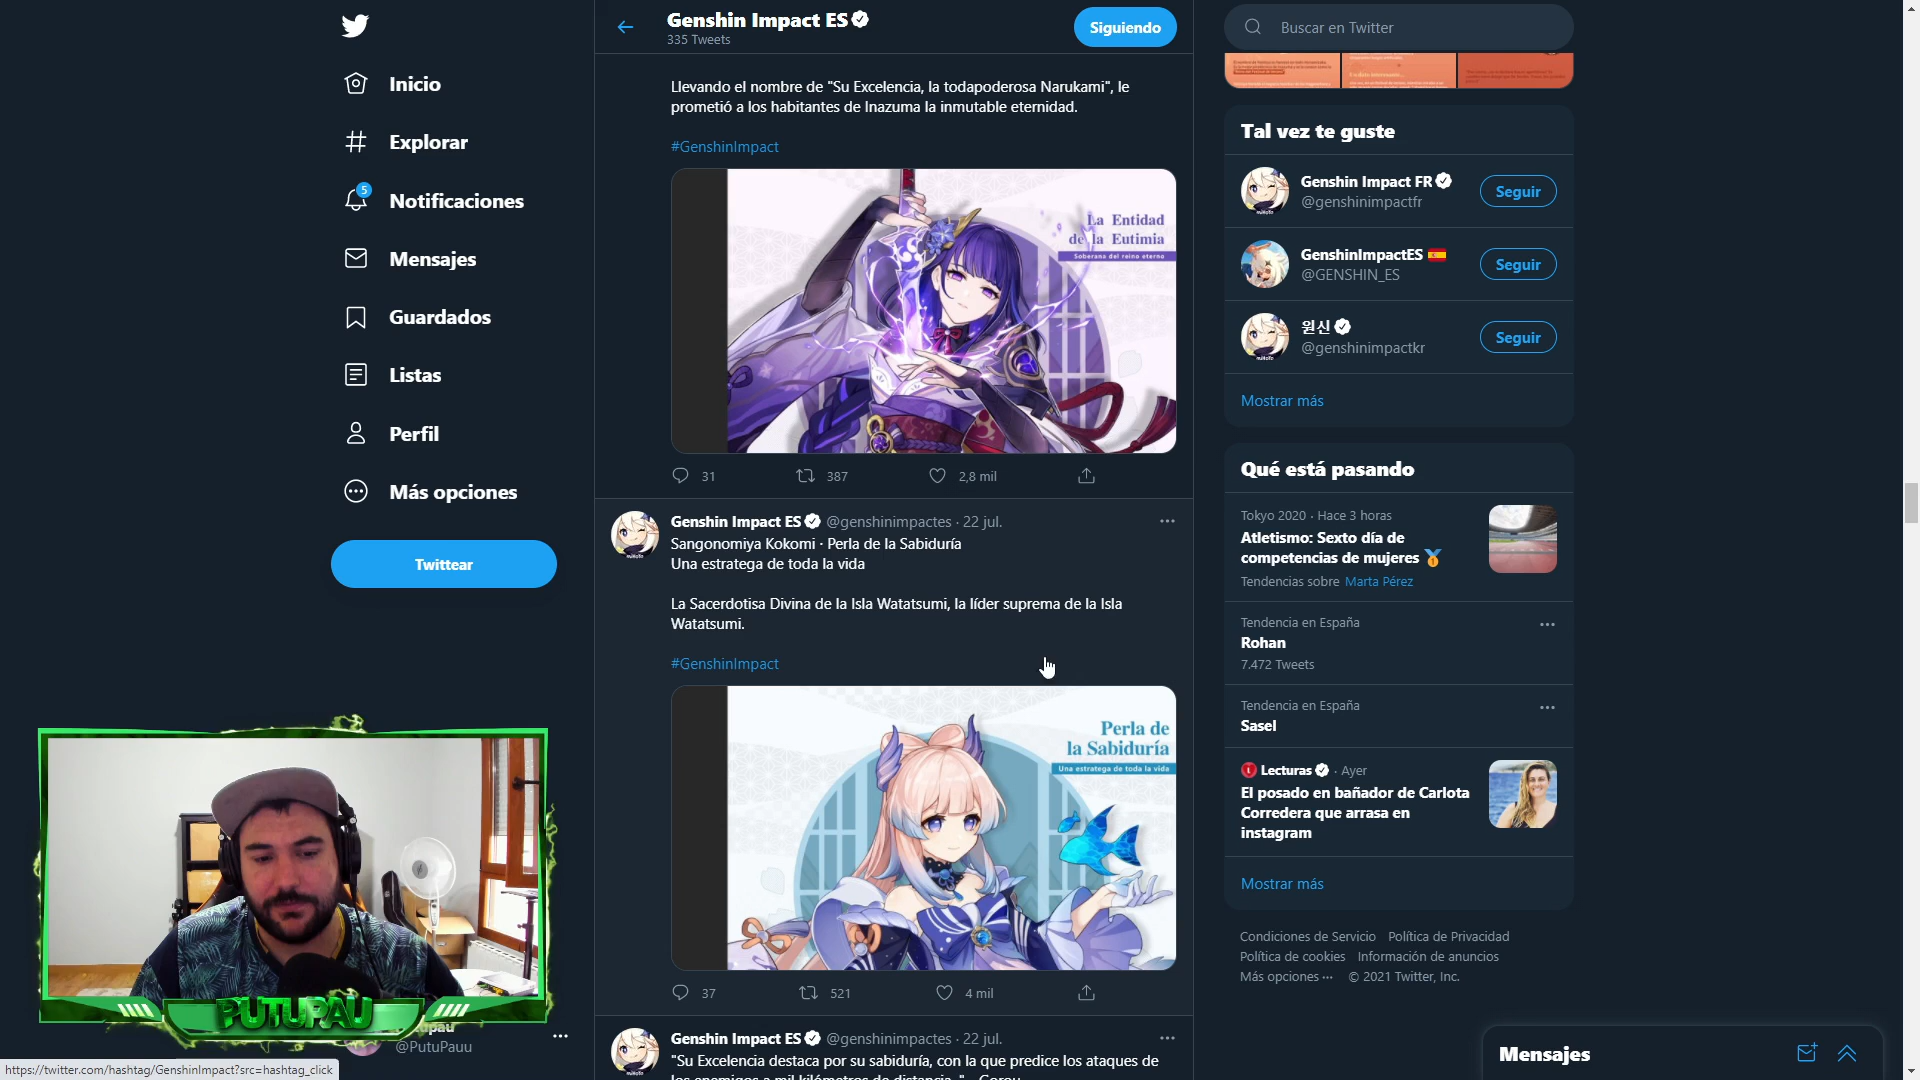 Inicio
Explorar
5
Notificaciones
Mensajes
Guardados
Listas
Perfil
Más opciones
Twittear
PUTUPAU
@PutuPauu
https://twitter.com/hashtag/GenshinImpact?src=hashtag_click
Genshin Impact ES
335 Tweets
Siguiendo
Llevando el nombre de "Su Excelencia, la todapoderosa Narukami", le
prometió a los habitantes de Inazuma la inmutable eternidad.
#GenshinImpact
La Entidad
de la Eutimia
Soberana del reino eterno
31
387
2,8 mil
Genshin Impact ES @genshinimpactes · 22 jul.
Sangonomiya Kokomi · Perla de la Sabiduría
Una estratega de toda la vida
La Sacerdotisa Divina de la Isla Watatsumi, la líder suprema de la Isla
Watatsumi.
#GenshinImpact
Perla de
la Sabiduría
Una estratega de toda la vida
37
521
4 mil
Genshin Impact ES @genshinimpactes · 22 jul.
"Su Excelencia destaca por su sabiduría, con la que predice los ataques de
Buscar en Twitter
Tal vez te guste
Genshin Impact FR
@genshinimpactfr
Seguir
GenshinImpactES
@GENSHIN_ES
Seguir
원신
@genshinimpactkr
Seguir
Mostrar más
Qué está pasando
Tokyo 2020 · Hace 3 horas
Atletismo: Sexto día de
competencias de mujeres
Tendencias sobre Marta Pérez
Tendencia en España
Rohan
7.472 Tweets
Tendencia en España
Sasel
Lecturas · Ayer
El posado en bañador de Carlota
Corredera que arrasa en
instagram
Mostrar más
Condiciones de Servicio Política de Privacidad
Política de cookies Información de anuncios
Más opciones ··· © 2021 Twitter, Inc.
Mensajes